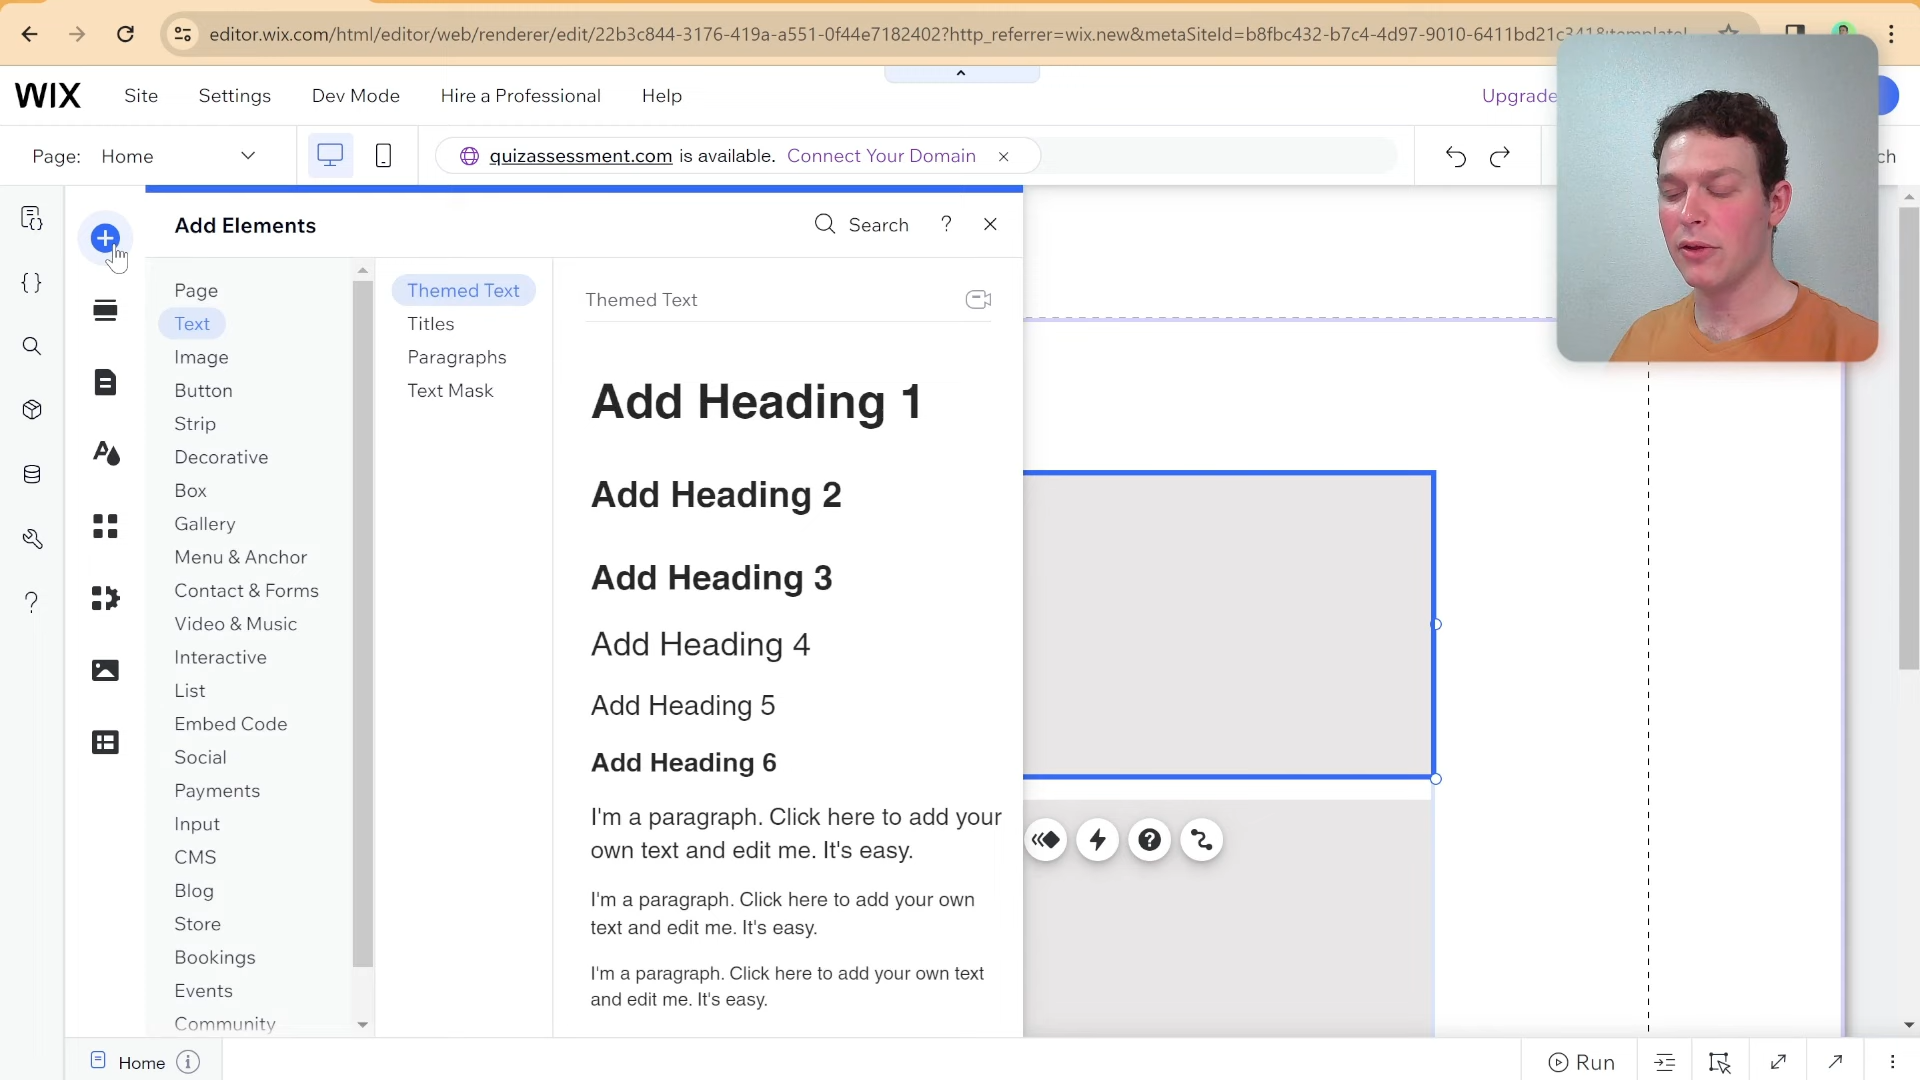 editor.wix.com/html/editor/web/renderer/edit/22b3c844-3176-419a-a551-0f44e7182402?http_referrer=wix.new&metaSiteId=b8fbc432-b7c4-4d97-9010-6411bd21c341&templateI
WIX Site Settings Dev Mode Hire a Professional Help Upgrade
Page: Home quizassessment.com is available. Connect Your Domain
Add Elements Search ?
Page
Text
Image
Button
Strip
Decorative
Box
Gallery
Menu & Anchor
Contact & Forms
Video & Music
Interactive
List
Embed Code
Social
Payments
Input
CMS
Blog
Store
Bookings
Events
Community
Themed Text
Titles
Paragraphs
Text Mask
Themed Text
Add Heading 1
Add Heading 2
Add Heading 3
Add Heading 4
Add Heading 5
Add Heading 6
I'm a paragraph. Click here to add your
own text and edit me. It's easy.
I'm a paragraph. Click here to add your own
text and edit me. It's easy.
I'm a paragraph. Click here to add your own text
and edit me. It's easy.
Home Run